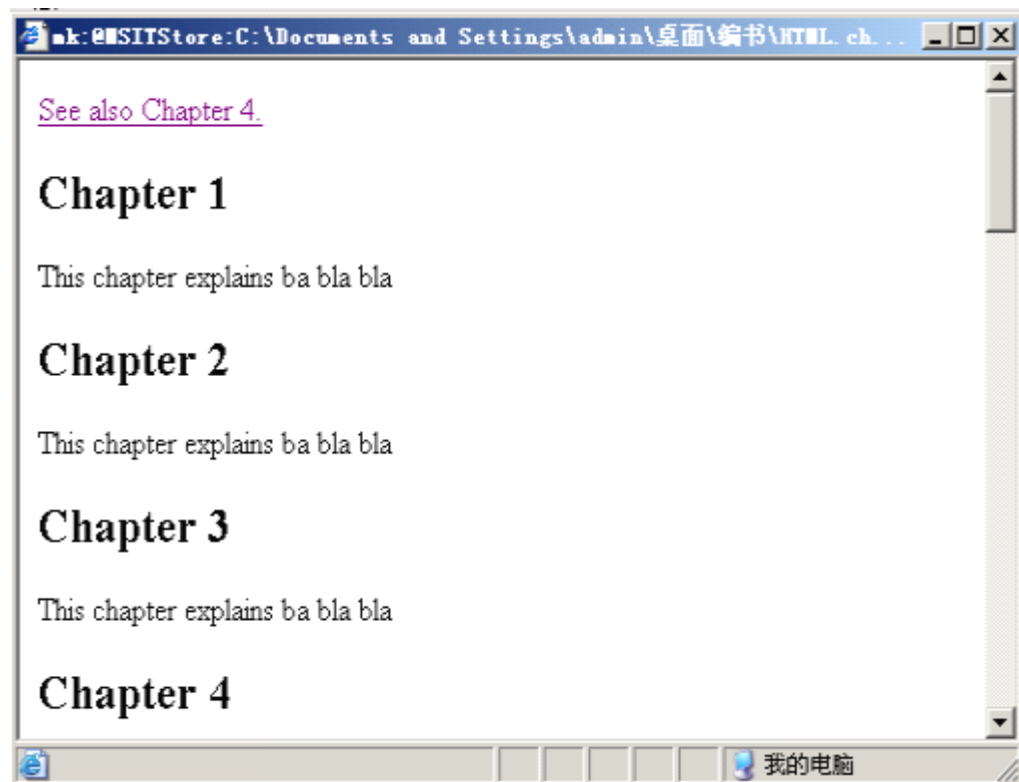 mk:@MSITStore:C:\Documents and Settings\admin\桌面\编书\HTML.ch...
See also Chapter 4.
Chapter 1
This chapter explains ba bla bla
Chapter 2
This chapter explains ba bla bla
Chapter 3
This chapter explains ba bla bla
Chapter 4
我的电脑